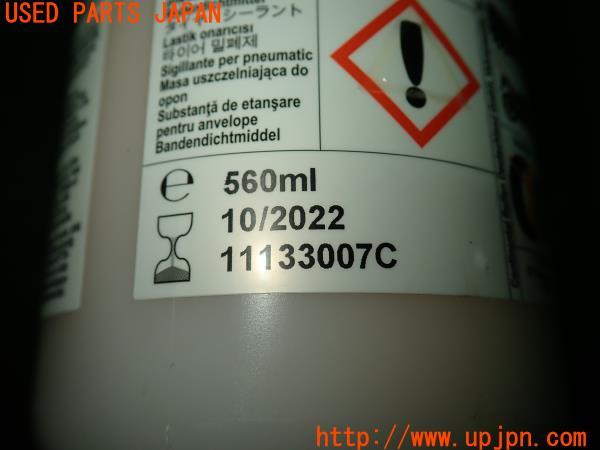 USED PARTS JAPAN
シーラント
Lastik onarıcısı
타이어 밀폐제
Sigillante per pneumatic
Masa uszczelniająca do
opon
Substanţă de etanşare
pentru anvelope
Bandendichtmiddel
℮ 560ml
10/2022
11133007C
http://www.upjpn.com/